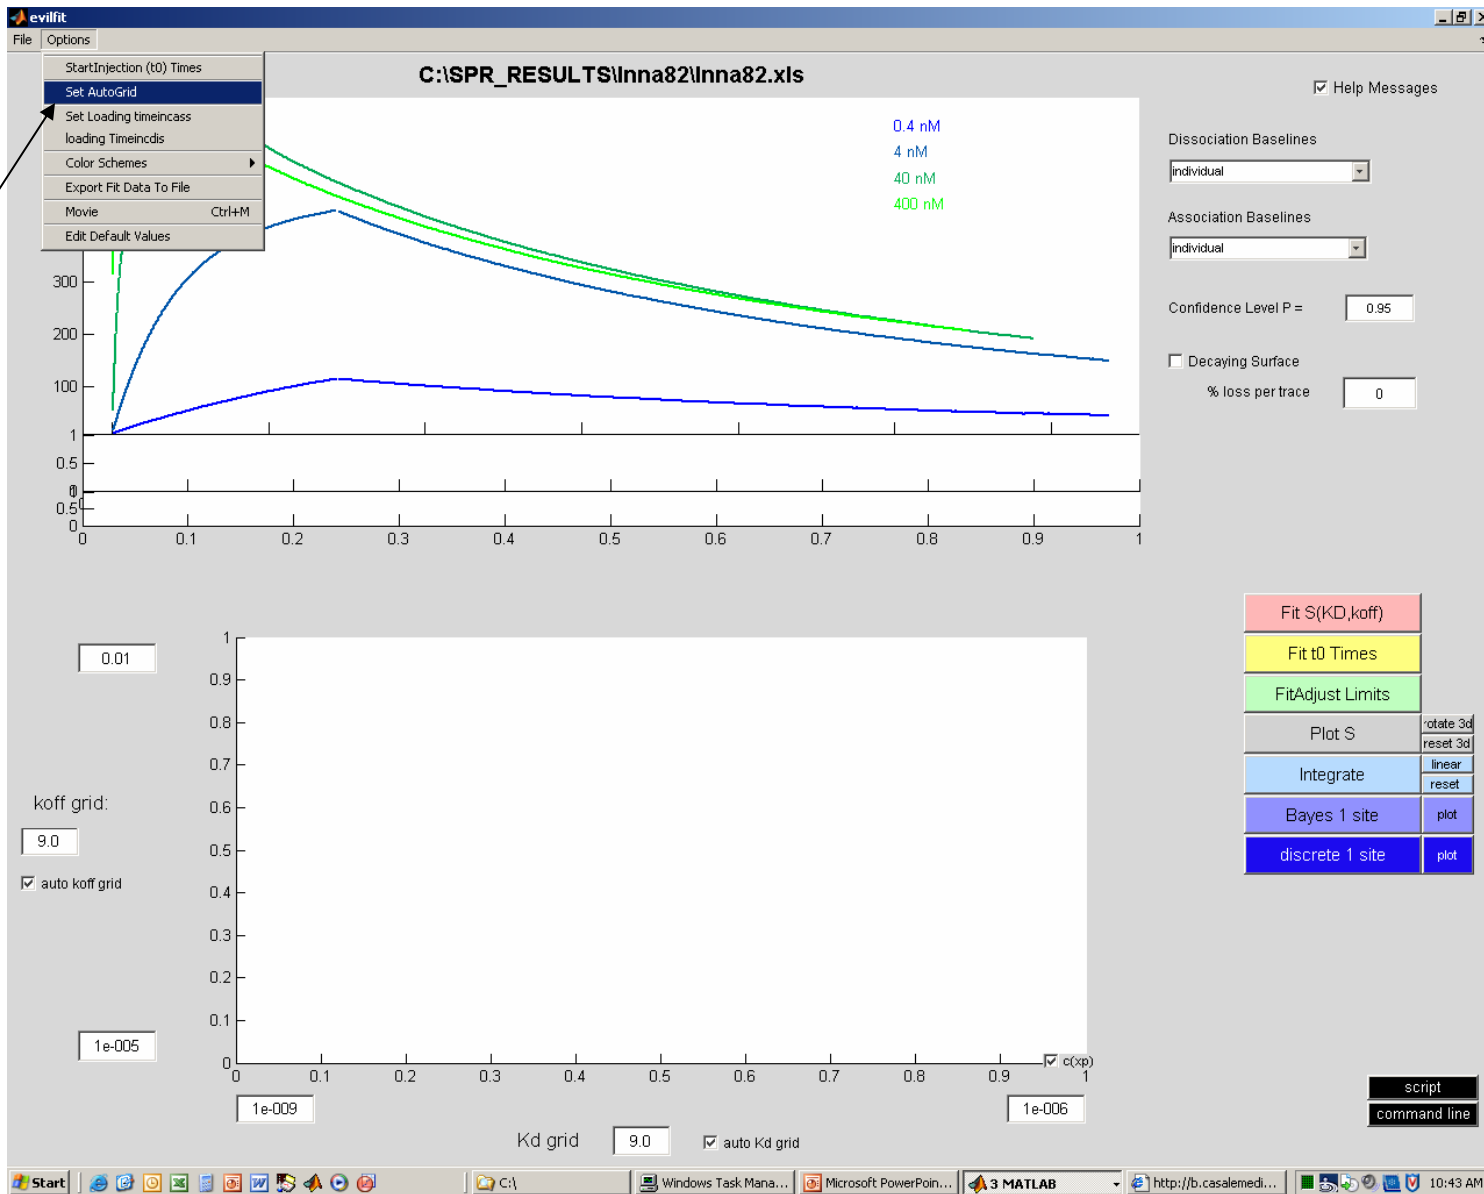 evilfit
File Options
StartInjection (t0) Times
Set AutoGrid
Set Loading timeincass
loading Timeincdis
Color Schemes
Export Fit Data To File
Movie Ctrl+M
Edit Default Values
C:\SPR_RESULTS\Inna82\Inna82.xls
Help Messages
0.4 nM
4 nM
40 nM
400 nM
Dissociation Baselines
individual
Association Baselines
individual
Confidence Level P = 0.95
Decaying Surface
% loss per trace 0
300
200
100
1
0.5
0
0.5
0
0 0.1 0.2 0.3 0.4 0.5 0.6 0.7 0.8 0.9 1
Fit S(KD,koff)
Fit t0 Times
FitAdjust Limits
Plot S
rotate 3d
reset 3d
Integrate
linear
reset
Bayes 1 site plot
discrete 1 site plot
0.01
koff grid:
9.0
auto koff grid
1e-005
1
0.9
0.8
0.7
0.6
0.5
0.4
0.3
0.2
0.1
0
c(xp)
0 0.1 0.2 0.3 0.4 0.5 0.6 0.7 0.8 0.9 1
1e-009 1e-006
Kd grid 9.0 auto Kd grid
script
command line
Start C:\ Windows Task Mana... Microsoft PowerPoin... 3 MATLAB http://b.casalemedi... 10:43 AM